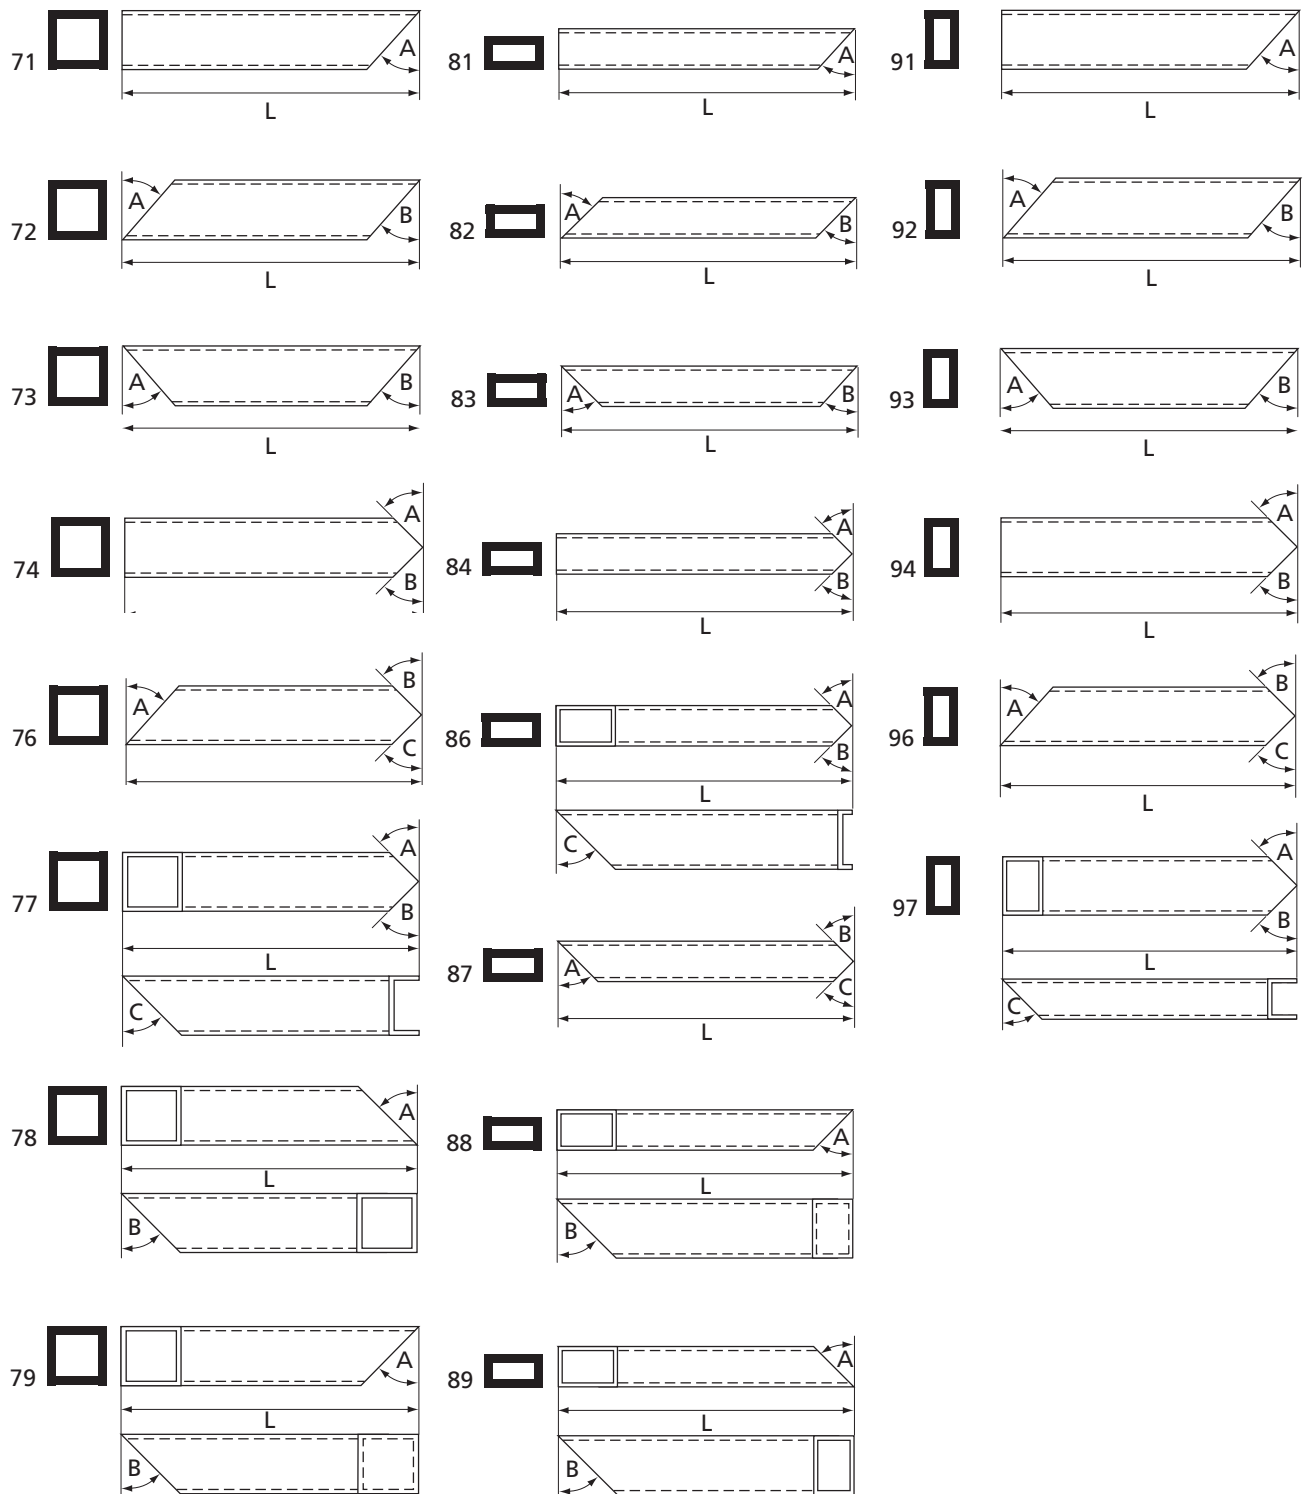 71 A L
81 A L
91 A L
72 A B L
82 A B L
92 A B L
73 A B L
83 A B L
93 A B L
74 A B
84 A B L
94 A B L
76 A B C
86 A B L C
96 A B C L
77 A B L C
87 A B C L
97 A B L C
78 A L B
88 A L B
79 A L B
89 A L B